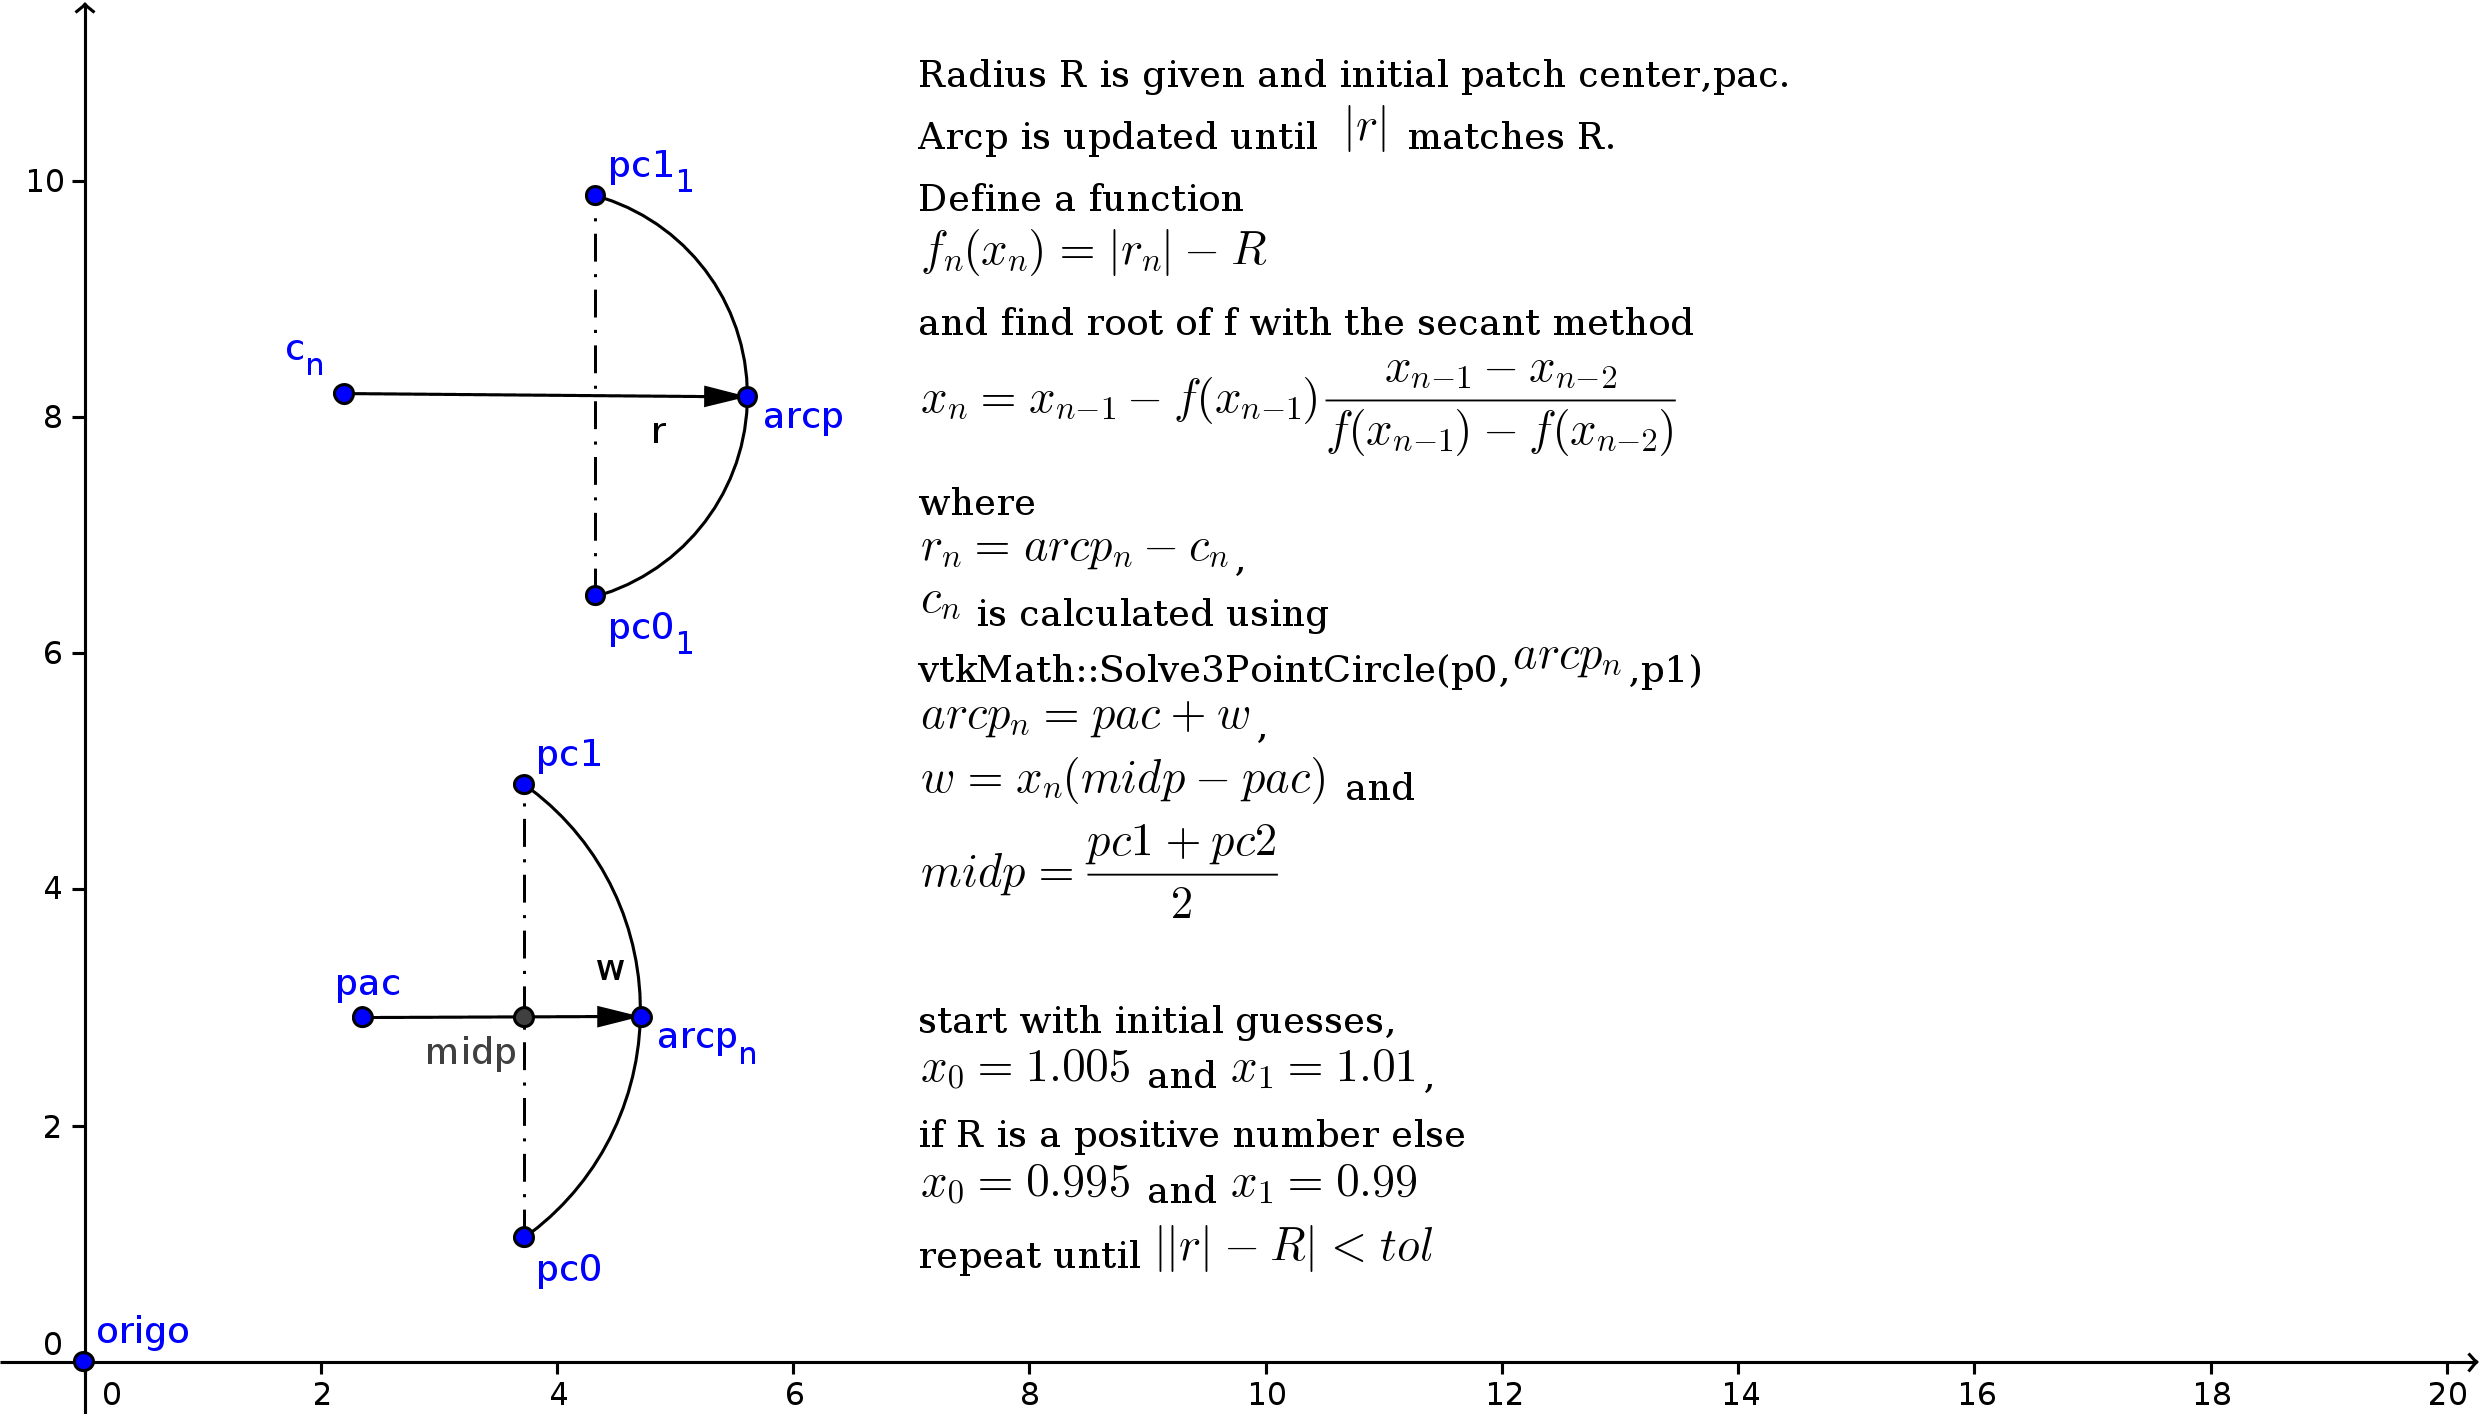 Radius R is given and initial patch center,pac.
Arcp is updated until |r| matches R.
Define a function
f_n(x_n) = |r_n| − R
and find root of f with the secant method
x_n = x_{n−1} − f(x_{n−1}) \frac{x_{n−1} − x_{n−2}}{f(x_{n−1}) − f(x_{n−2})}
where
r_n = arcp_n − c_n,
c_n is calculated using
vtkMath::Solve3PointCircle(p0,arcp_n,p1)
arcp_n = pac + w,
w = x_n(midp − pac) and
midp = \frac{pc1 + pc2}{2}
start with initial guesses,
x_0 = 1.005 and x_1 = 1.01,
if R is a positive number else
x_0 = 0.995 and x_1 = 0.99
repeat until ||r| − R| < tol
pc1_1
c_n
r
arcp
pc0_1
pc1
w
pac
midp
arcp_n
pc0
origo
10
8
6
4
2
0
0 2 4 6 8 10 12 14 16 18 20